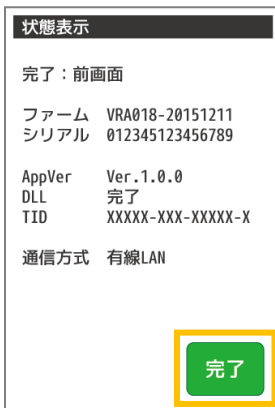 状態表示
完了：前画面
ファーム VRA018-20151211
シリアル 012345123456789
AppVer Ver.1.0.0
DLL 完了
TID XXXXX-XXX-XXXXX-X
通信方式 有線LAN
完了